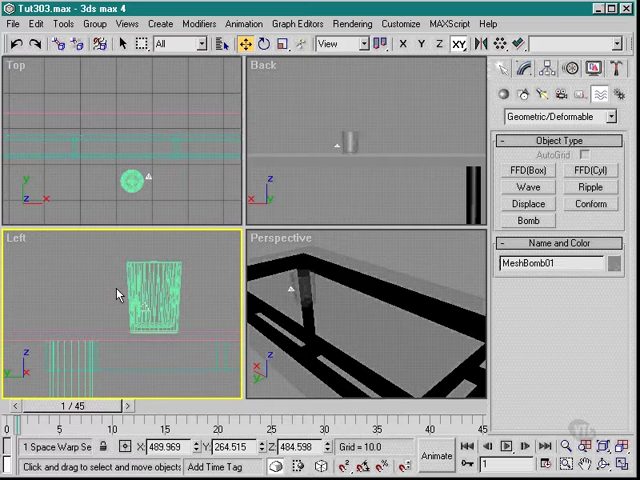 Tut303.max - 3ds max 4
File Edit Tools Group Views Create Modifiers Animation Graph Editors Rendering Customize MAXScript Help
All View X Y Z XY
Top
y
z x
Back
z
x y
Left
z
y x
Perspective
z
x y
Geometric/Deformable
- Object Type
AutoGrid
FFD(Box) FFD(Cyl)
Wave Ripple
Displace Conform
Bomb
- Name and Color
MeshBomb01
< 1 / 45 >
0 5 10 15 20 25 30 35 40 45
1 Space Warp Se X: 489.969 Y: 264.515 Z: 484.598 Grid = 10.0
Click and drag to select and move objects Add Time Tag Animate 1